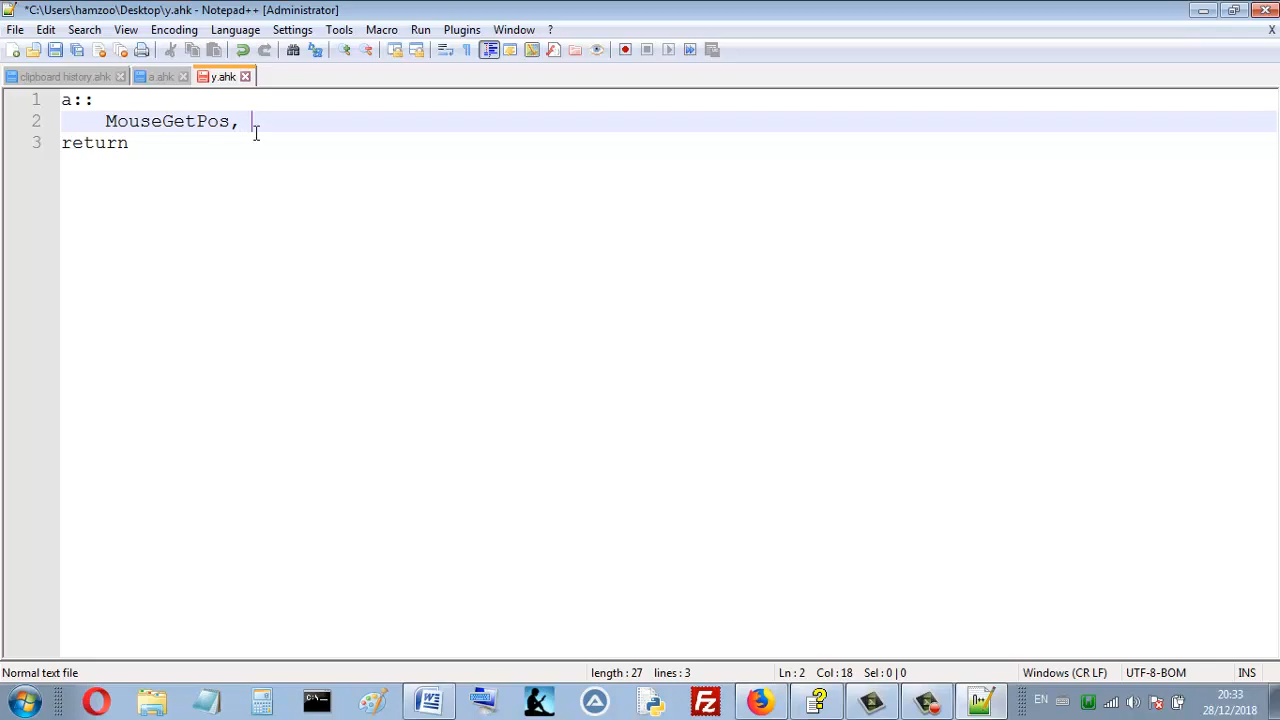 *C:\Users\hamzoo\Desktop\y.ahk - Notepad++ [Administrator]
File Edit Search View Encoding Language Settings Tools Macro Run Plugins Window ? X
clipboard history.ahk a.ahk y.ahk
1 a::
2 MouseGetPos,
3 return
Normal text file length : 27 lines : 3 Ln : 2 Col : 18 Sel : 0 | 0 Windows (CR LF) UTF-8-BOM INS
EN 20:33
28/12/2018